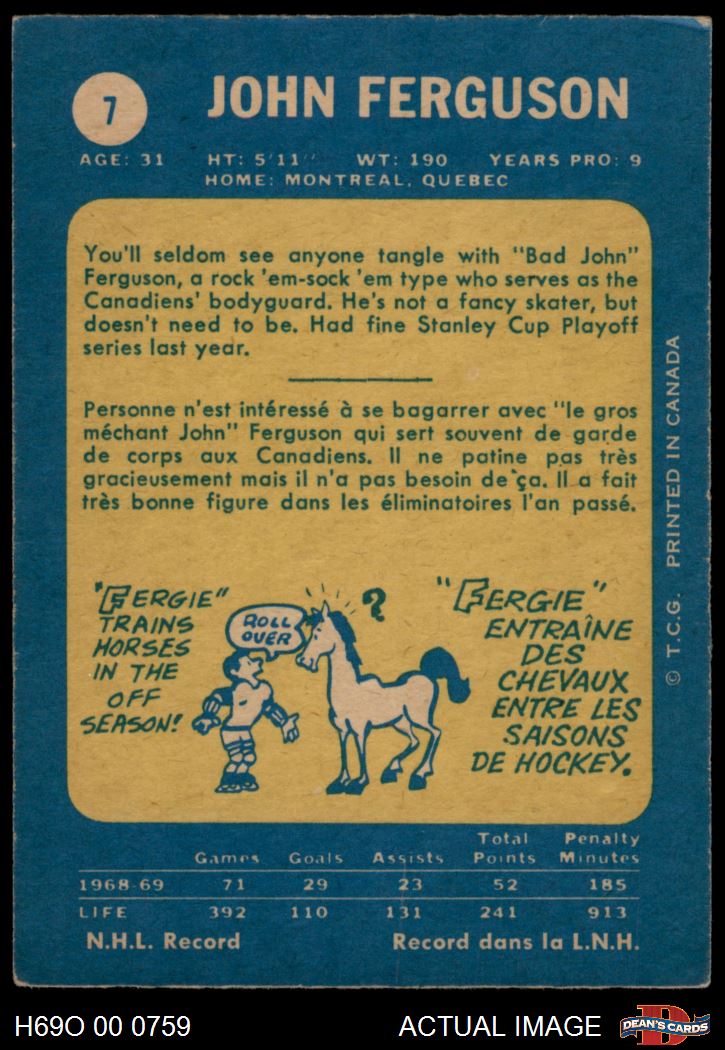 7
JOHN FERGUSON
AGE: 31 HT: 5'11" WT: 190 YEARS PRO: 9
HOME: MONTREAL, QUEBEC
You'll seldom see anyone tangle with "Bad John"
Ferguson, a rock 'em-sock 'em type who serves as the
Canadiens' bodyguard. He's not a fancy skater, but
doesn't need to be. Had fine Stanley Cup Playoff
series last year.
Personne n'est intéressé à se bagarrer avec "le gros
méchant John" Ferguson qui sert souvent de garde
de corps aux Canadiens. Il ne patine pas très
gracieusement mais il n'a pas besoin de ça. Il a fait
très bonne figure dans les éliminatoires l'an passé.
"FERGIE"
TRAINS
HORSES
IN THE
OFF
SEASON!
ROLL
OVER
?
"FERGIE"
ENTRAÎNE
DES
CHEVAUX
ENTRE LES
SAISONS
DE HOCKEY.
© T.C.G. PRINTED IN CANADA
Total Penalty
Games Goals Assists Points Minutes
1968-69 71 29 23 52 185
LIFE 392 110 131 241 913
N.H.L. Record Record dans la L.N.H.
H69O 00 0759 ACTUAL IMAGE
D
DEAN'S CARDS